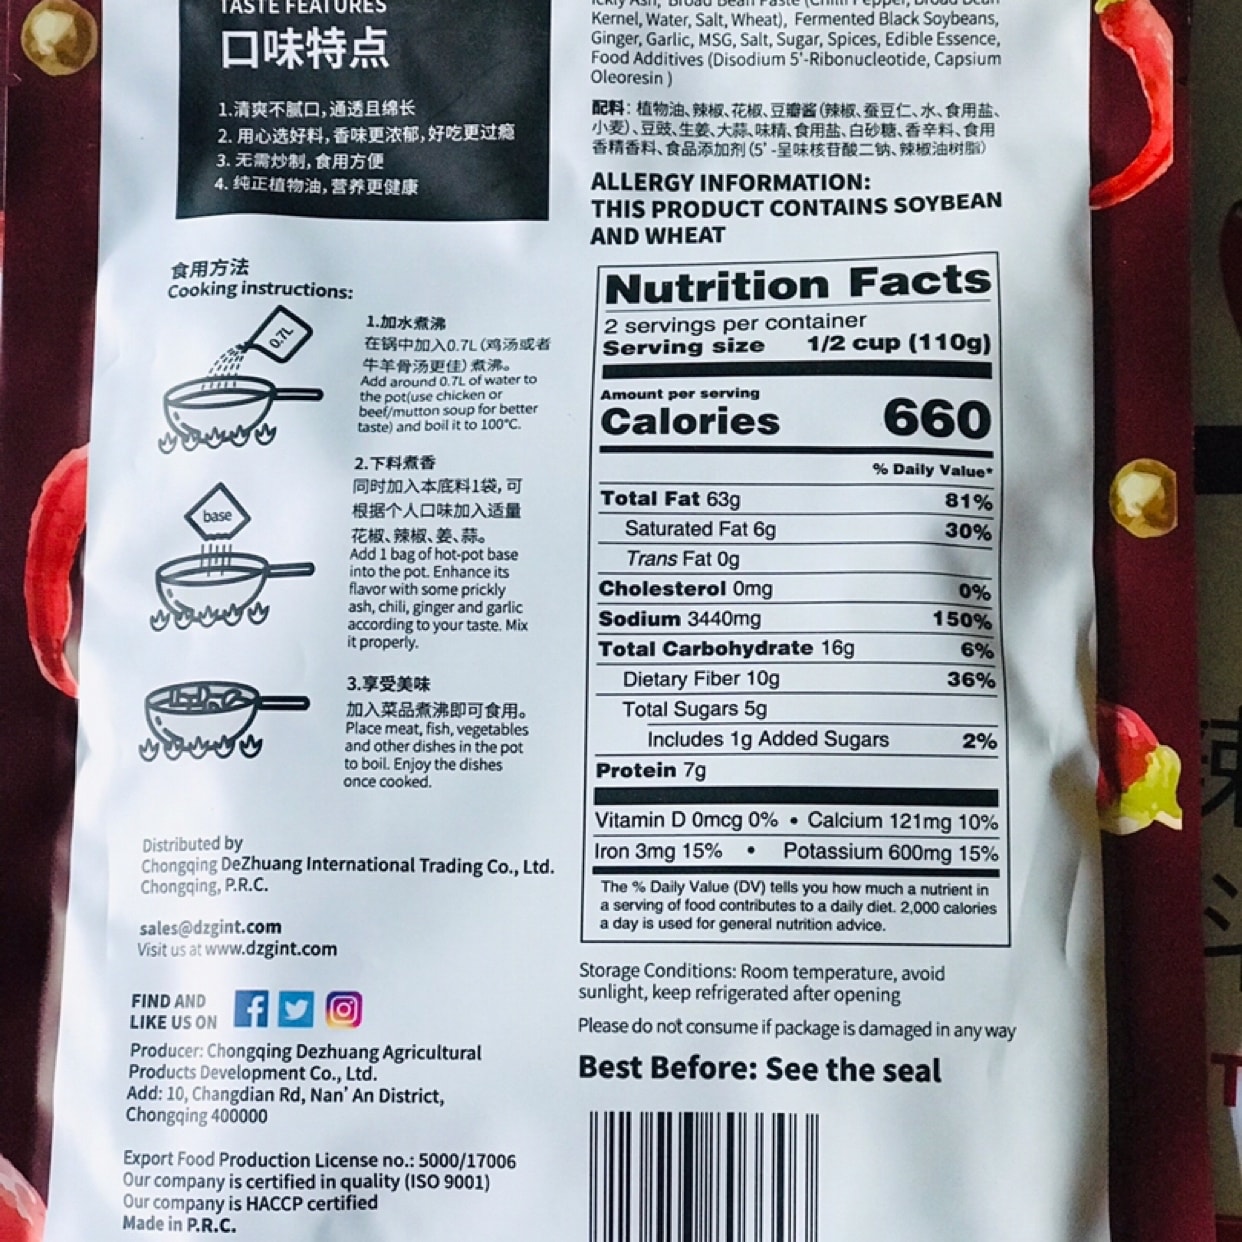 TASTE FEATURES
口味特点
1.清爽不腻口,通透且绵长
2. 用心选好料,香味更浓郁,好吃更过瘾
3. 无需炒制,食用方便
4. 纯正植物油,营养更健康
食用方法
Cooking instructions:
0.7L
1.加水煮沸
在锅中加入0.7L(鸡汤或者
牛羊骨汤更佳)煮沸。
Add around 0.7L of water to
the pot(use chicken or
beef/mutton soup for better
taste) and boil it to 100°C.
base
2.下料煮香
同时加入本底料1袋,可
根据个人口味加入适量
花椒、辣椒、姜、蒜。
Add 1 bag of hot-pot base
into the pot. Enhance its
flavor with some prickly
ash, chili, ginger and garlic
according to your taste. Mix
it properly.
3.享受美味
加入菜品煮沸即可食用。
Place meat, fish, vegetables
and other dishes in the pot
to boil. Enjoy the dishes
once cooked.
Distributed by
Chongqing DeZhuang International Trading Co., Ltd.
Chongqing, P.R.C.
sales@dzgint.com
Visit us at www.dzgint.com
FIND AND
LIKE US ON
Producer: Chongqing Dezhuang Agricultural
Products Development Co., Ltd.
Add: 10, Changdian Rd, Nan' An District,
Chongqing 400000
Export Food Production License no.: 5000/17006
Our company is certified in quality (ISO 9001)
Our company is HACCP certified
Made in P.R.C.
Ash, Broad Bean Paste (Chilli Pepper, Broad Bean
Kernel, Water, Salt, Wheat), Fermented Black Soybeans,
Ginger, Garlic, MSG, Salt, Sugar, Spices, Edible Essence,
Food Additives (Disodium 5'-Ribonucleotide, Capsium
Oleoresin )
配料: 植物油、辣椒、花椒、豆瓣酱(辣椒、蚕豆仁、水、食用盐、
小麦)、豆豉、生姜、大蒜、味精、食用盐、白砂糖、香辛料、食用
香精香料、食品添加剂(5' -呈味核苷酸二钠、辣椒油树脂)
ALLERGY INFORMATION:
THIS PRODUCT CONTAINS SOYBEAN
AND WHEAT
Nutrition Facts
2 servings per container
Serving size 1/2 cup (110g)
Amount per serving
Calories 660
% Daily Value*
Total Fat 63g 81%
Saturated Fat 6g 30%
Trans Fat 0g
Cholesterol 0mg 0%
Sodium 3440mg 150%
Total Carbohydrate 16g 6%
Dietary Fiber 10g 36%
Total Sugars 5g
Includes 1g Added Sugars 2%
Protein 7g
Vitamin D 0mcg 0% • Calcium 121mg 10%
Iron 3mg 15% • Potassium 600mg 15%
The % Daily Value (DV) tells you how much a nutrient in
a serving of food contributes to a daily diet. 2,000 calories
a day is used for general nutrition advice.
Storage Conditions: Room temperature, avoid
sunlight, keep refrigerated after opening
Please do not consume if package is damaged in any way
Best Before: See the seal